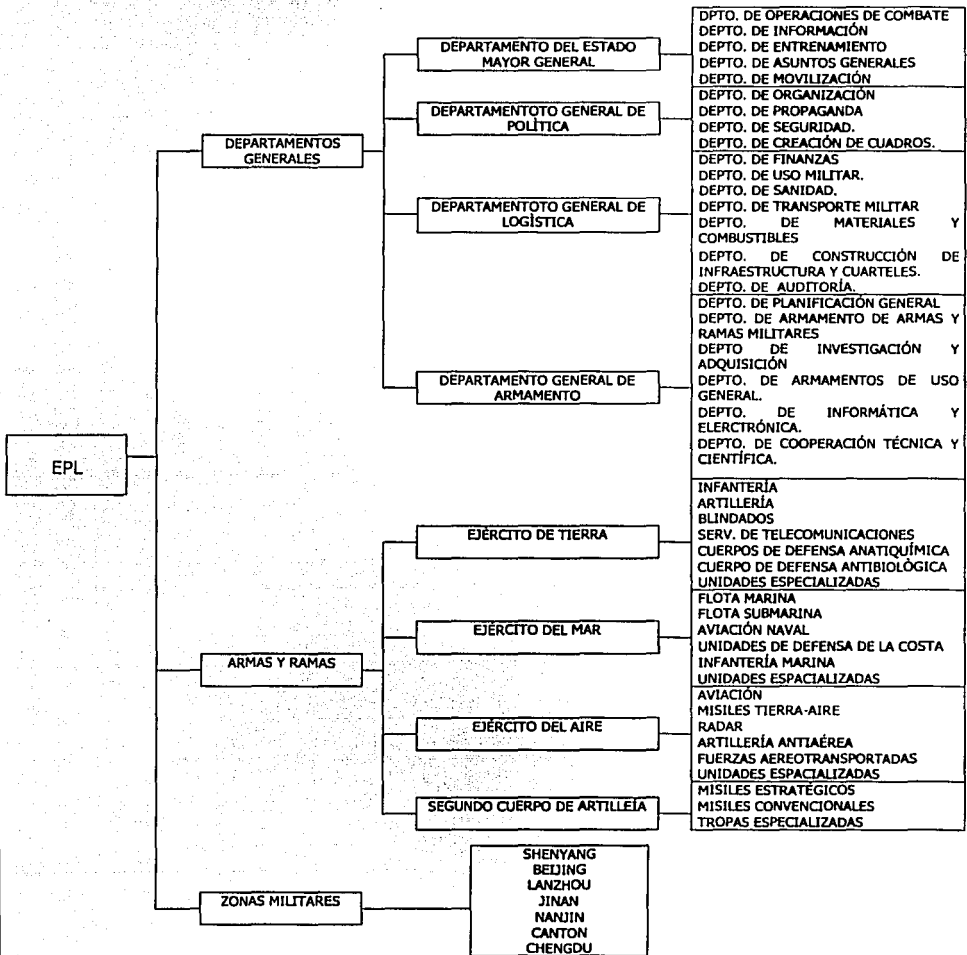 EPL
DEPARTAMENTOS
GENERALES
DEPARTAMENTO DEL ESTADO
MAYOR GENERAL
DPTO. DE OPERACIONES DE COMBATE
DEPTO. DE INFORMACIÓN
DEPTO. DE ENTRENAMIENTO
DEPTO. DE ASUNTOS GENERALES
DEPTO. DE MOVILIZACIÓN
DEPARTAMENTOTO GENERAL DE
POLÌTICA
DEPTO. DE ORGANIZACIÓN
DEPTO. DE PROPAGANDA
DEPTO. DE SEGURIDAD.
DEPTO. DE CREACIÓN DE CUADROS.
DEPARTAMENTOTO GENERAL DE
LOGÌSTICA
DEPTO. DE FINANZAS
DEPTO. DE USO MILITAR.
DEPTO. DE SANIDAD.
DEPTO. DE TRANSPORTE MILITAR
DEPTO. DE MATERIALES Y
COMBUSTIBLES
DEPTO. DE CONSTRUCCIÓN DE
INFRAESTRUCTURA Y CUARTELES.
DEPTO. DE AUDITORÍA.
DEPARTAMENTO GENERAL DE
ARMAMENTO
DEPTO. DE PLANIFICACIÓN GENERAL
DEPTO. DE ARMAMENTO DE ARMAS Y
RAMAS MILITARES
DEPTO DE INVESTIGACIÓN Y
ADQUISICIÓN
DEPTO. DE ARMAMENTOS DE USO
GENERAL.
DEPTO. DE INFORMÁTICA Y
ELERCTRÓNICA.
DEPTO. DE COOPERACIÓN TÉCNICA Y
CIENTÍFICA.
ARMAS Y RAMAS
EJÉRCITO DE TIERRA
INFANTERÍA
ARTILLERÍA
BLINDADOS
SERV. DE TELECOMUNICACIONES
CUERPOS DE DEFENSA ANATIQUÍMICA
CUERPO DE DEFENSA ANTIBIOLÒGICA
UNIDADES ESPECIALIZADAS
EJÉRCITO DEL MAR
FLOTA MARINA
FLOTA SUBMARINA
AVIACIÓN NAVAL
UNIDADES DE DEFENSA DE LA COSTA
INFANTERÍA MARINA
UNIDADES ESPACIALIZADAS
EJÉRCITO DEL AIRE
AVIACIÓN
MISILES TIERRA-AIRE
RADAR
ARTILLERÍA ANTIAÉREA
FUERZAS AEREOTRANSPORTADAS
UNIDADES ESPACIALIZADAS
SEGUNDO CUERPO DE ARTILLEÍA
MISILES ESTRATÉGICOS
MISILES CONVENCIONALES
TROPAS ESPECIALIZADAS
ZONAS MILITARES
SHENYANG
BEIJING
LANZHOU
JINAN
NANJIN
CANTON
CHENGDU